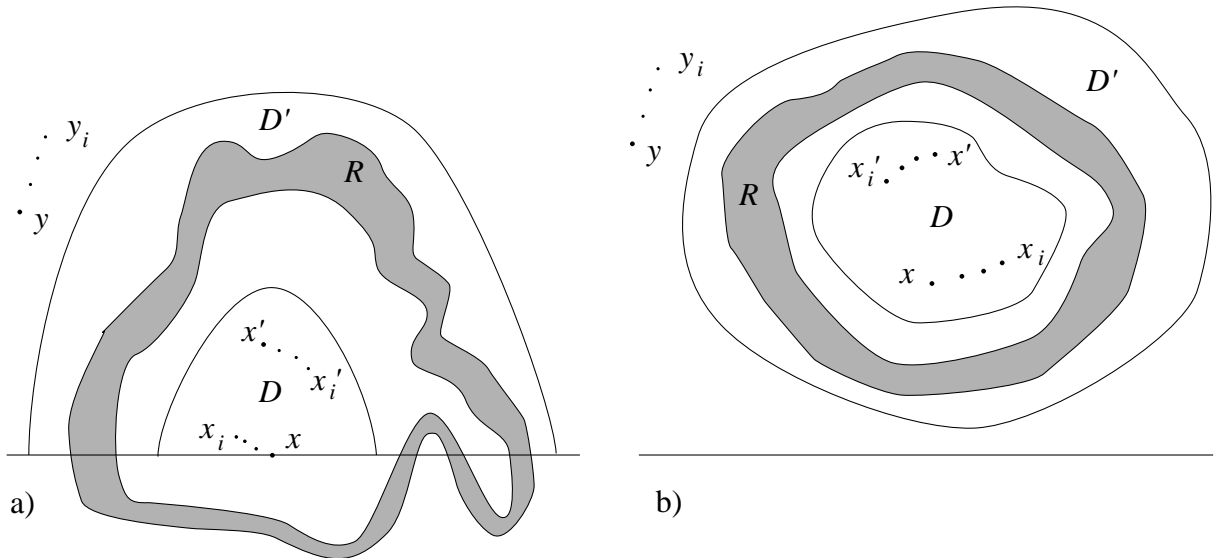 y_i
D'
y
R
x'
x_i'
D
x_i
x
a)
y_i
D'
y
x_i'
x'
R
D
x
x_i
b)